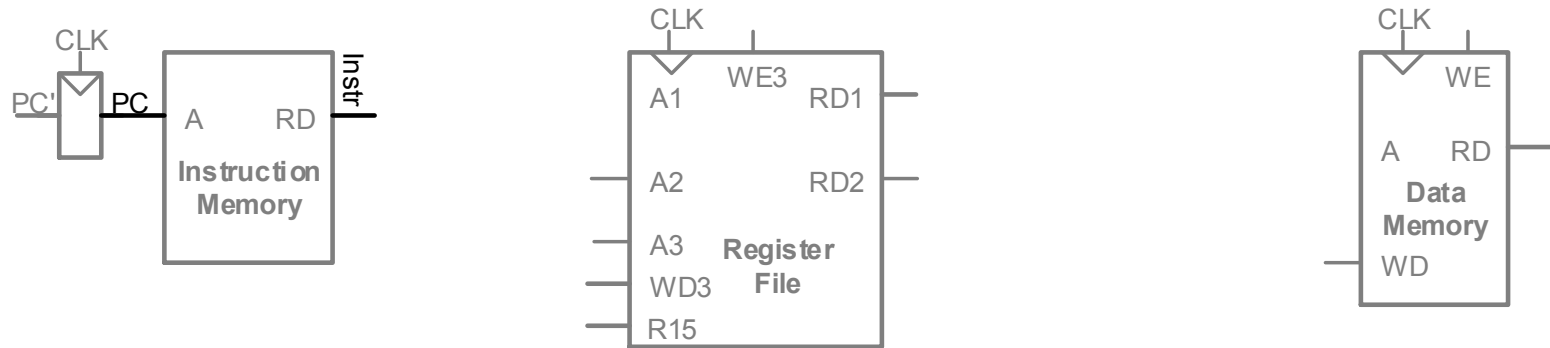 CLK
PC'
PC
A
RD
Instr
Instruction
Memory
CLK
WE3
A1
RD1
A2
RD2
A3
WD3
R15
Register
File
CLK
WE
A
RD
Data
Memory
WD